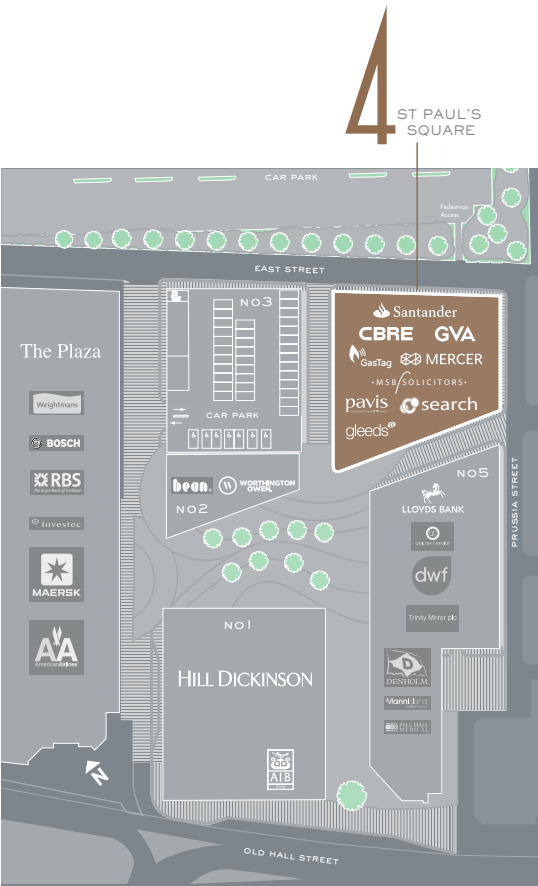 4
ST PAUL'S
SQUARE
CAR PARK
Pedestrian
Access
EAST STREET
The Plaza
Weightmans
BOSCH
RBS
The Royal Bank of Scotland
Investec
MAERSK
AA
AmericanAirlines
NO3
CAR PARK
bean.
WORTHINGTON
OWEN.
NO2
Santander
CBRE GVA
GasTag MERCER
·MSB SOLICITORS·
pavis
search
gleeds
NO5
LLOYDS BANK
dwf
Trinity Mirror plc
DENHOLM
MannIsland
PALL MALL
MEDICAL
PRUSSIA STREET
NO1
HILL DICKINSON
AIB
N
OLD HALL STREET